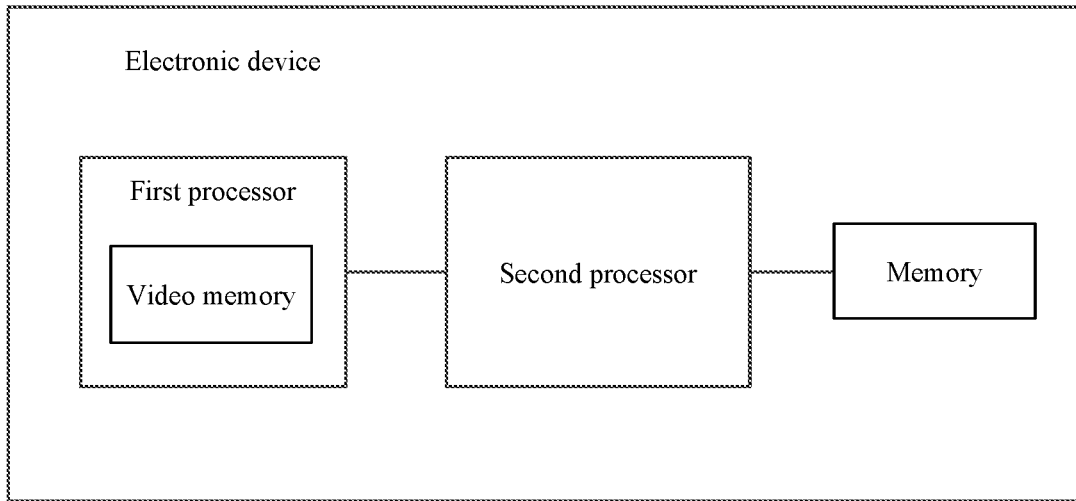 Electronic device
First processor
Video memory
Second processor
Memory